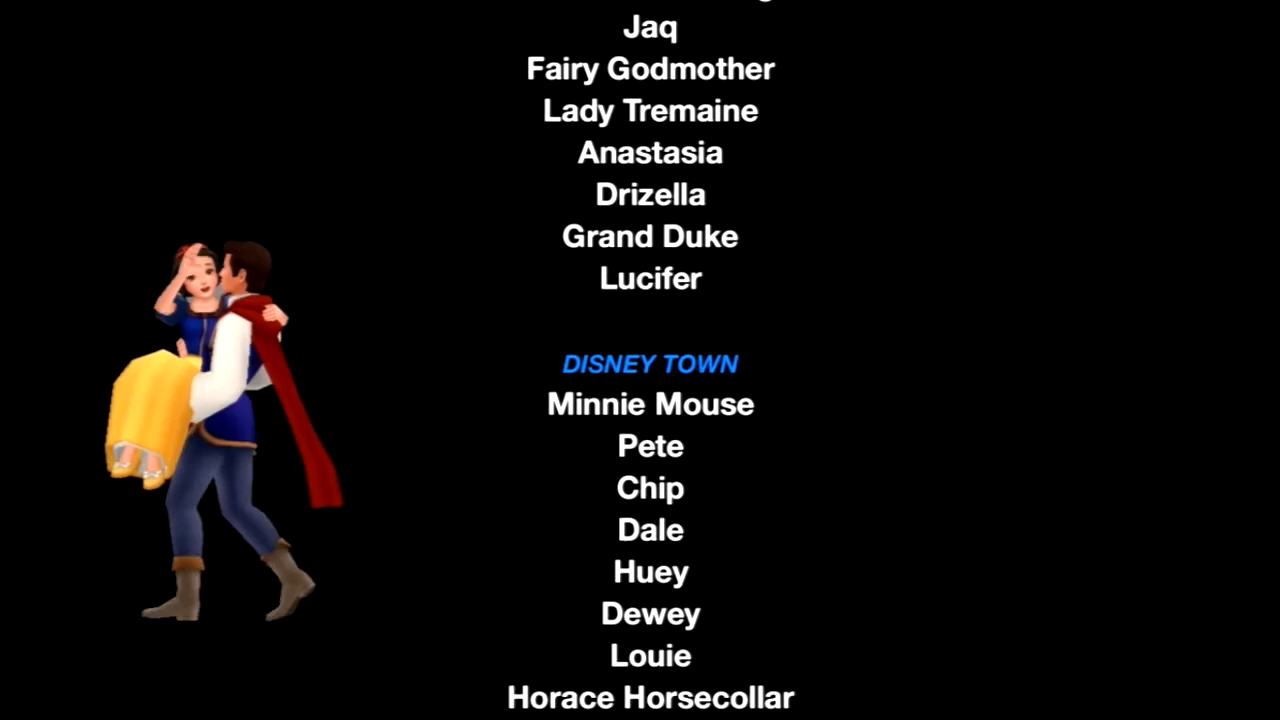 Jaq
Fairy Godmother
Lady Tremaine
Anastasia
Drizella
Grand Duke
Lucifer
DISNEY TOWN
Minnie Mouse
Pete
Chip
Dale
Huey
Dewey
Louie
Horace Horsecollar